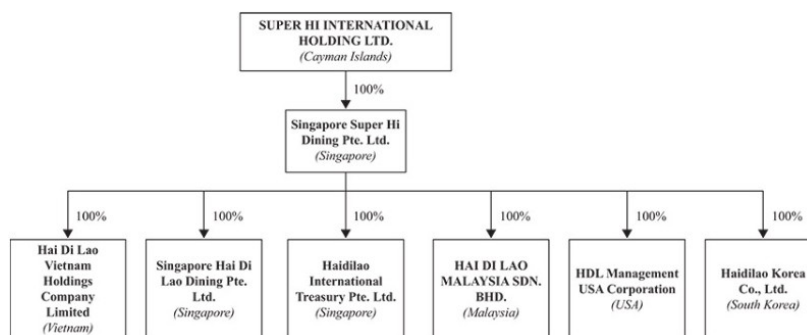 SUPER HI INTERNATIONAL
HOLDING LTD.
(Cayman Islands)
100%
Singapore Super Hi
Dining Pte. Ltd.
(Singapore)
100%
100%
100%
100%
100%
100%
Hai Di Lao
Vietnam
Holdings
Company
Limited
(Vietnam)
Singapore Hai Di
Lao Dining Pte.
Ltd.
(Singapore)
Haidilao
International
Treasury Pte. Ltd.
(Singapore)
HAI DI LAO
MALAYSIA SDN.
BHD.
(Malaysia)
HDL Management
USA Corporation
(USA)
Haidilao Korea
Co., Ltd.
(South Korea)